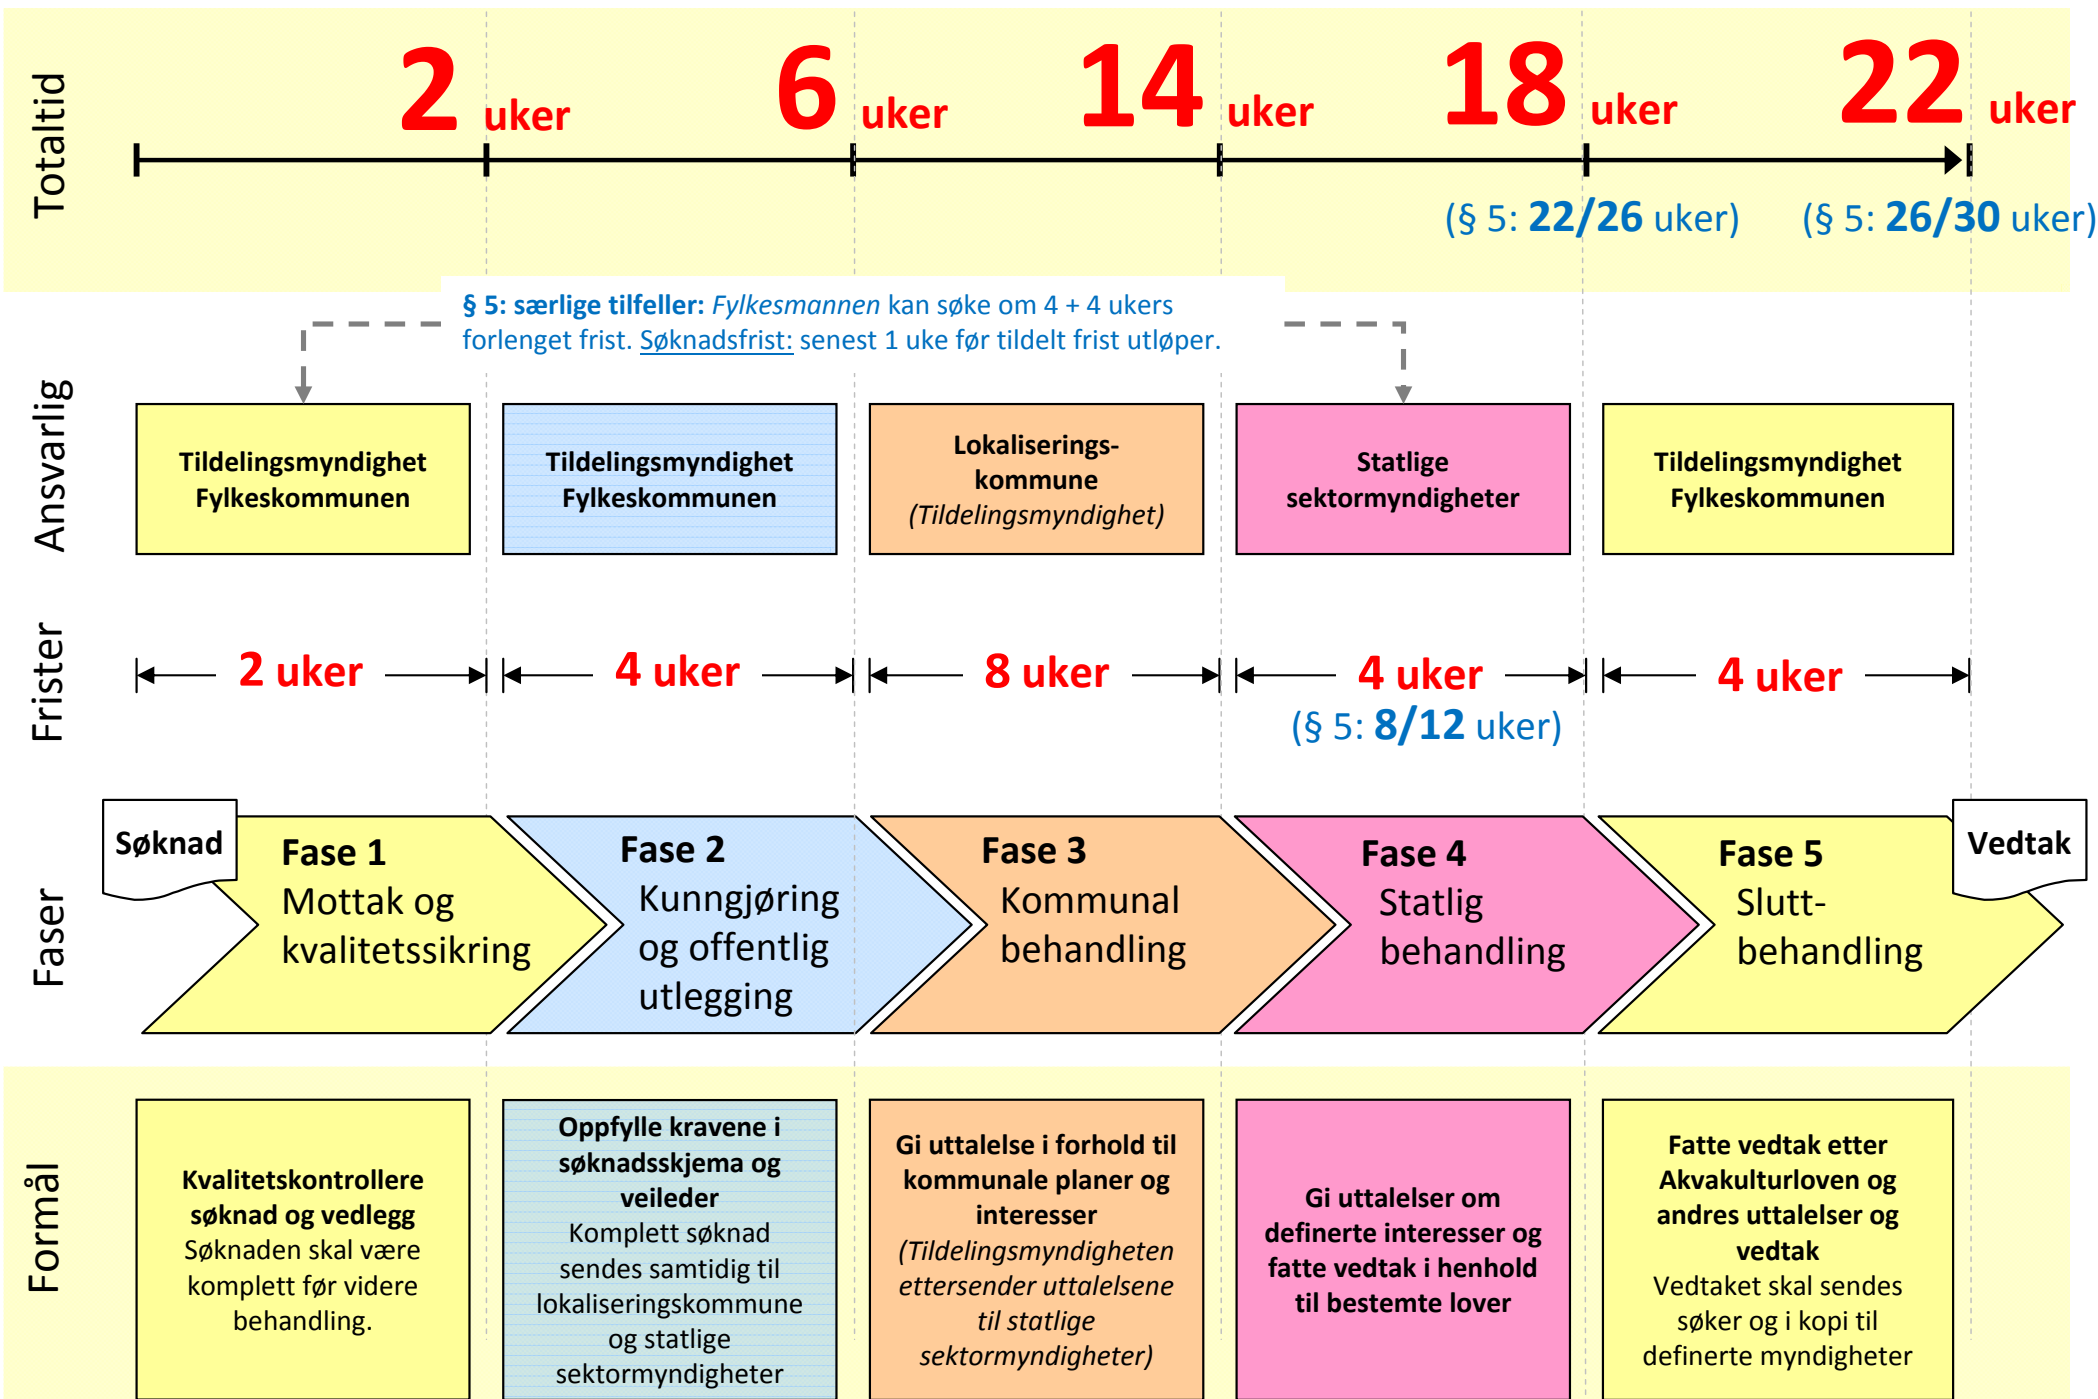 Totaltid
2 uker
6 uker
14 uker
18 uker
22 uker
(§ 5: 22/26 uker)
(§ 5: 26/30 uker)
§ 5: særlige tilfeller: Fylkesmannen kan søke om 4 + 4 ukers
forlenget frist. Søknadsfrist: senest 1 uke før tildelt frist utløper.
Ansvarlig
Tildelingsmyndighet
Fylkeskommunen
Tildelingsmyndighet
Fylkeskommunen
Lokaliserings-
kommune
(Tildelingsmyndighet)
Statlige
sektormyndigheter
Tildelingsmyndighet
Fylkeskommunen
Frister
2 uker
4 uker
8 uker
4 uker
(§ 5: 8/12 uker)
4 uker
Faser
Søknad
Fase 1
Mottak og
kvalitetssikring
Fase 2
Kunngjøring
og offentlig
utlegging
Fase 3
Kommunal
behandling
Fase 4
Statlig
behandling
Fase 5
Slutt-
behandling
Vedtak
Formål
Kvalitetskontrollere
søknad og vedlegg
Søknaden skal være
komplett før videre
behandling.
Oppfylle kravene i
søknadsskjema og
veileder
Komplett søknad
sendes samtidig til
lokaliseringskommune
og statlige
sektormyndigheter
Gi uttalelse i forhold til
kommunale planer og
interesser
(Tildelingsmyndigheten
ettersender uttalelsene
til statlige
sektormyndigheter)
Gi uttalelser om
definerte interesser og
fatte vedtak i henhold
til bestemte lover
Fatte vedtak etter
Akvakulturloven og
andres uttalelser og
vedtak
Vedtaket skal sendes
søker og i kopi til
definerte myndigheter